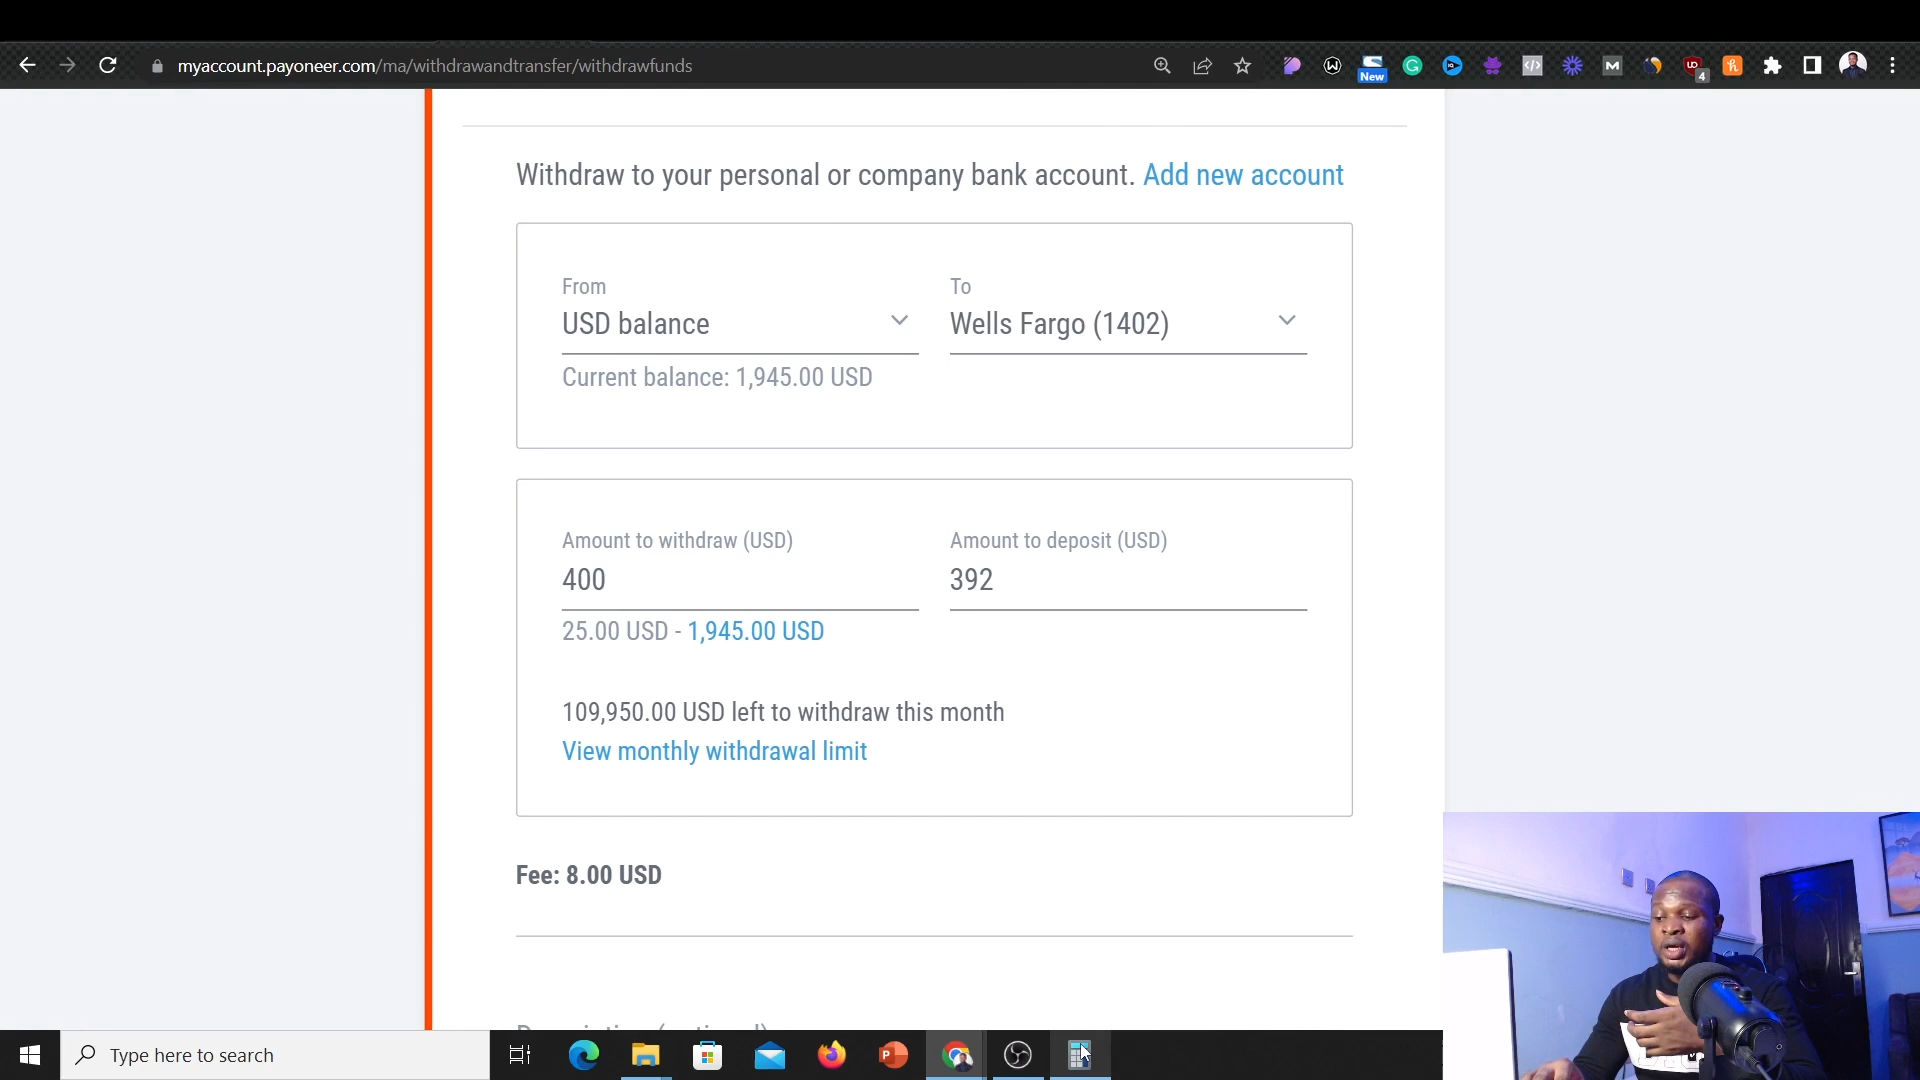 myaccount.payoneer.com/ma/withdrawandtransfer/withdrawfunds
New
4
Withdraw to your personal or company bank account. Add new account
From
USD balance
Current balance: 1,945.00 USD
To
Wells Fargo (1402)
Amount to withdraw (USD)
400
25.00 USD - 1,945.00 USD
Amount to deposit (USD)
392
109,950.00 USD left to withdraw this month
View monthly withdrawal limit
Fee: 8.00 USD
Type here to search